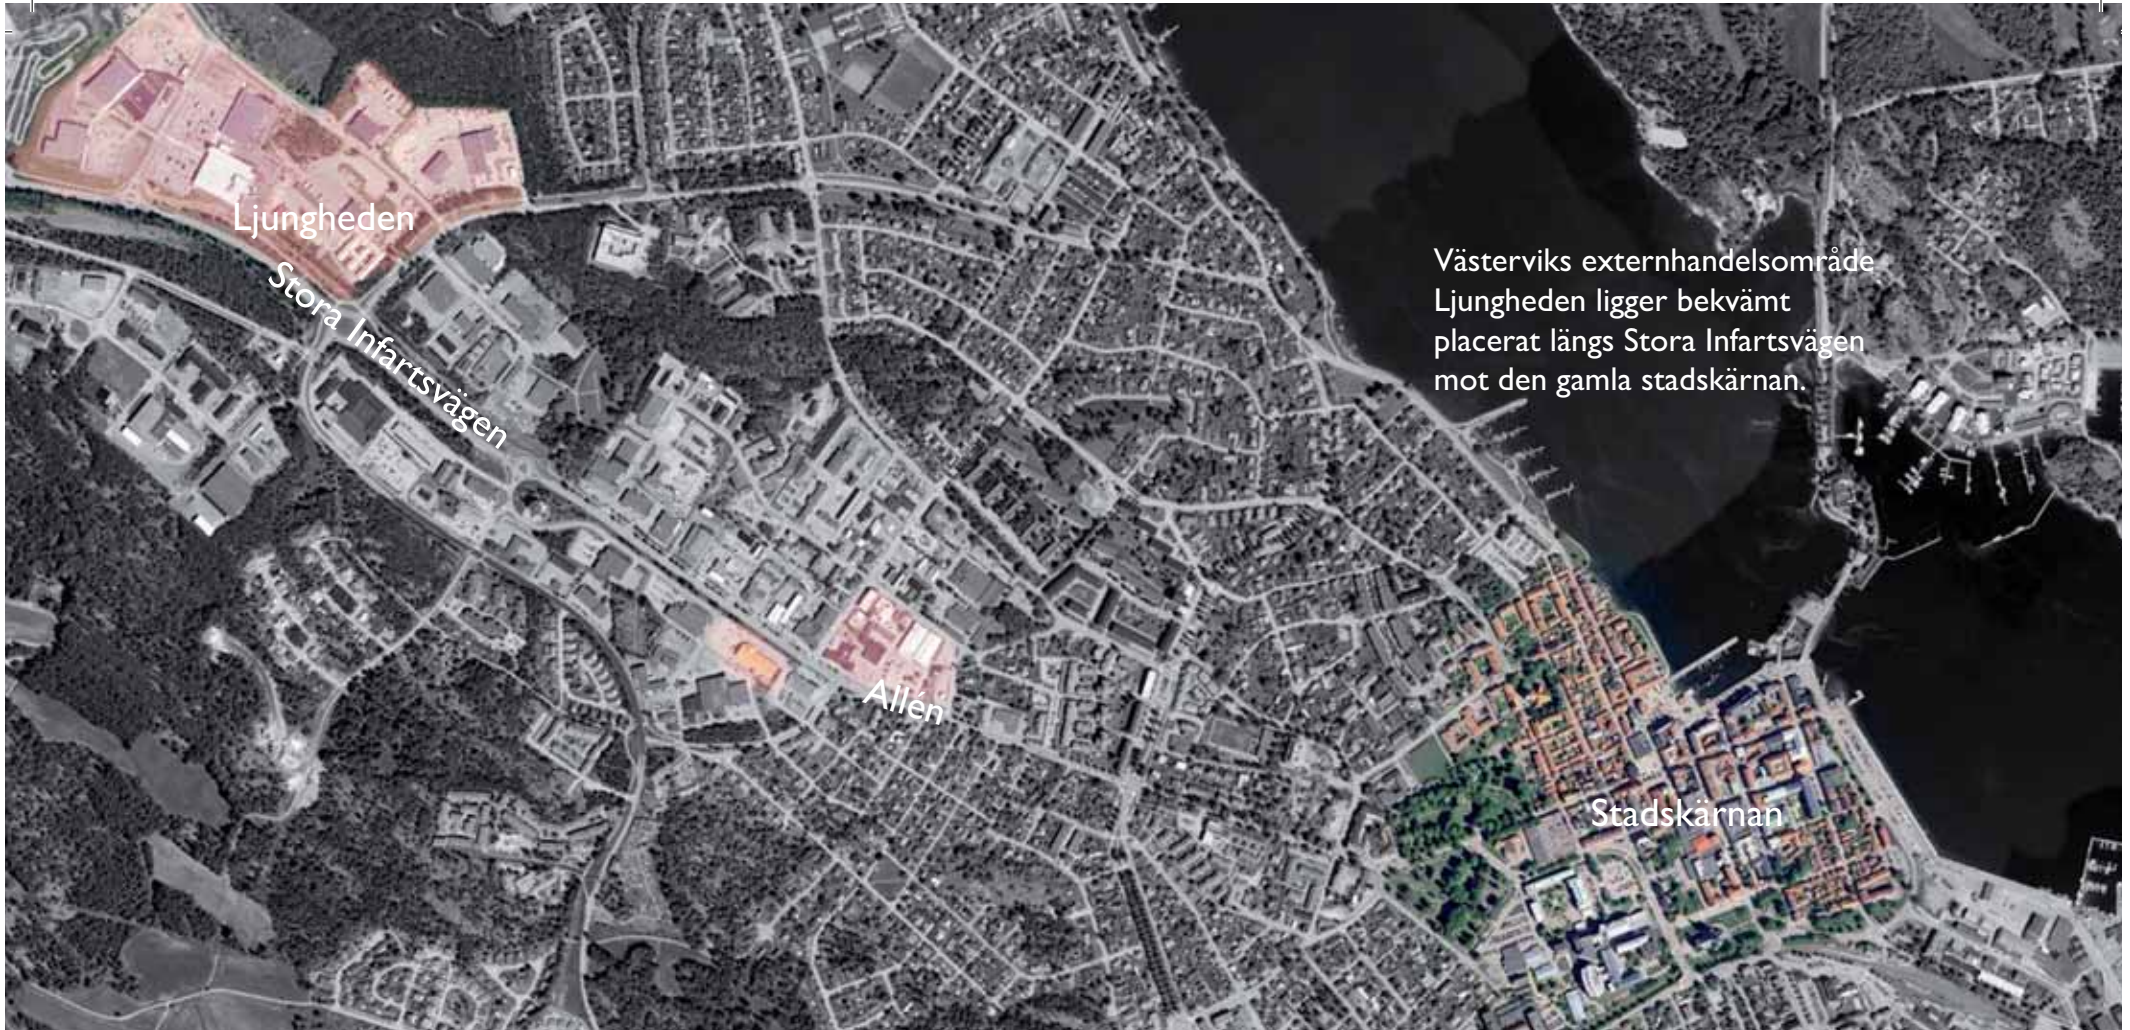 Ljungheden
Stora Infartsvägen
Västerviks externhandelsområde
Ljungheden ligger bekvämt
placerat längs Stora Infartsvägen
mot den gamla stadskärnan.
Allén
Stadskärnan